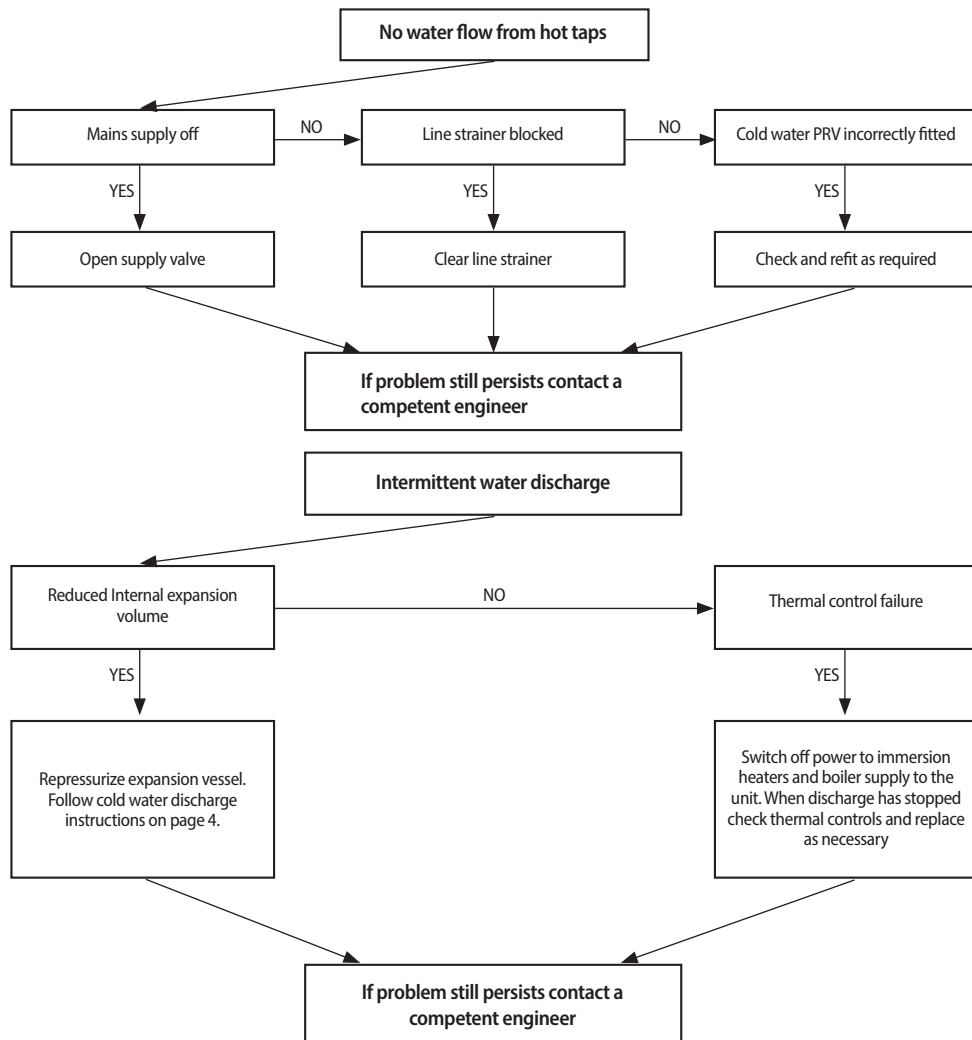 No water flow from hot taps
Mains supply off
NO
Line strainer blocked
NO
Cold water PRV incorrectly fitted
YES
YES
YES
Open supply valve
Clear line strainer
Check and refit as required
If problem still persists contact a
competent engineer
Intermittent water discharge
Reduced Internal expansion
volume
NO
Thermal control failure
YES
YES
Repressurize expansion vessel.
Follow cold water discharge
instructions on page 4.
Switch off power to immersion
heaters and boiler supply to the
unit. When discharge has stopped
check thermal controls and replace
as necessary
If problem still persists contact a
competent engineer